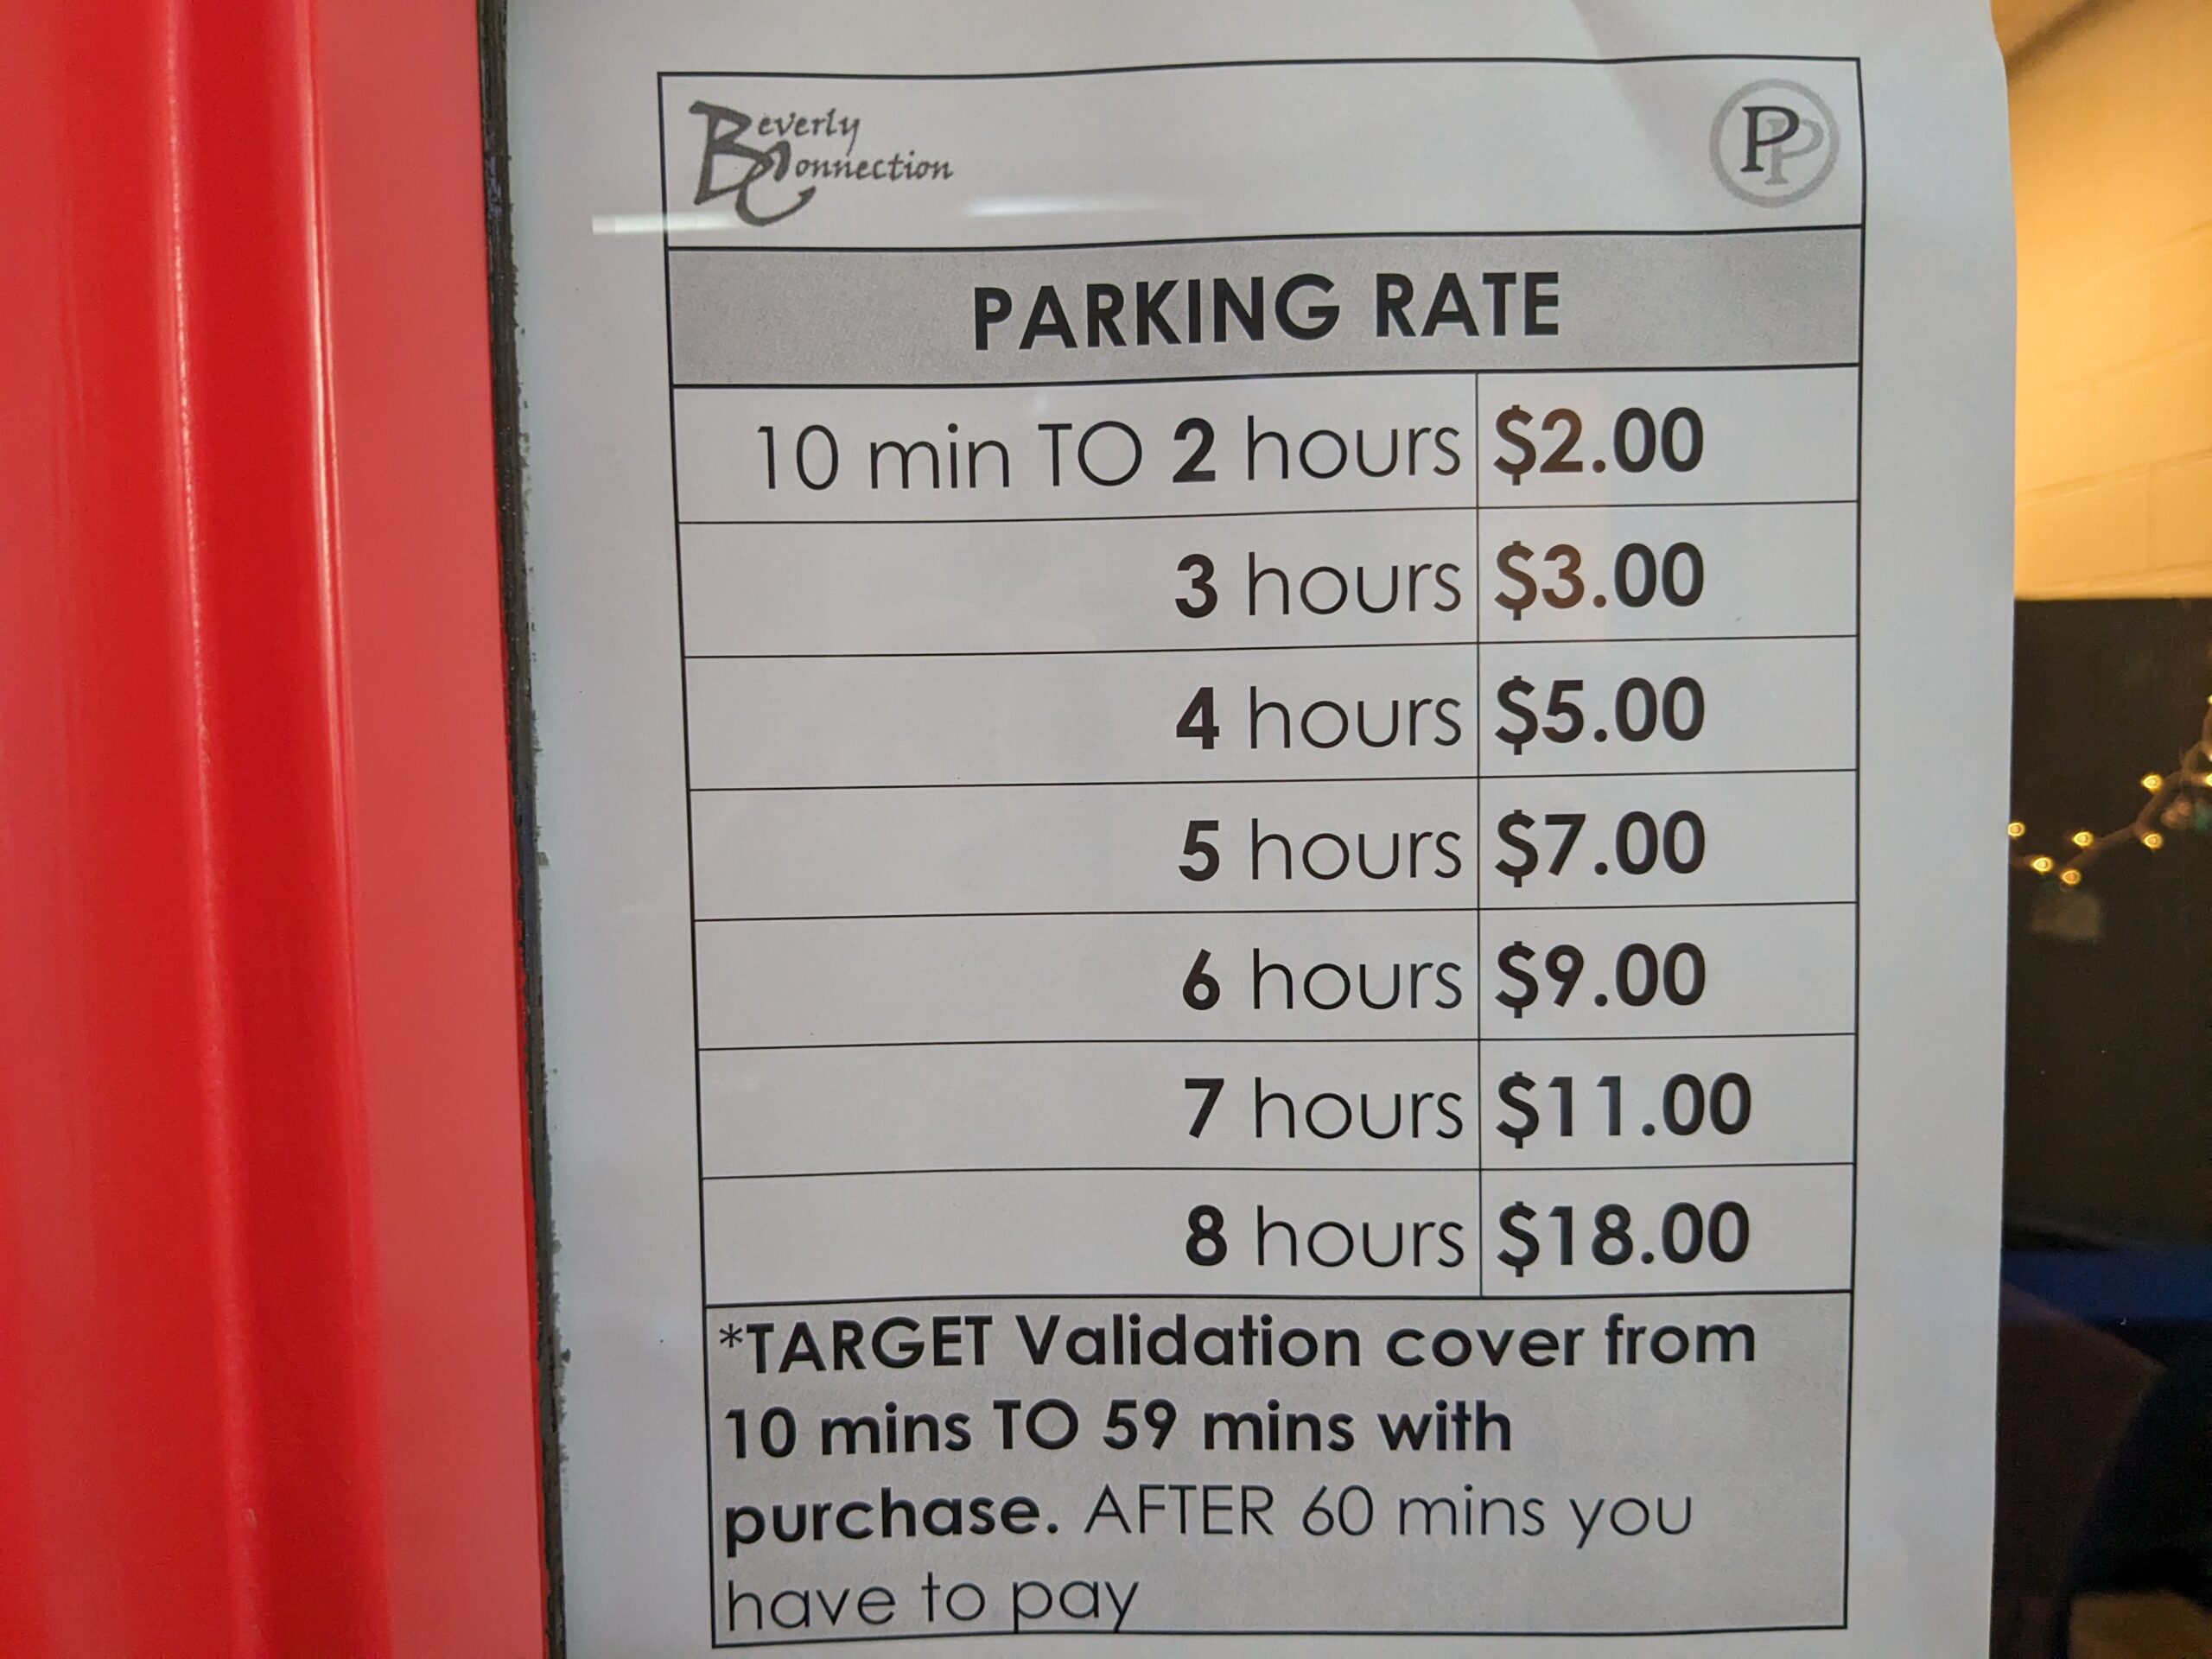 Beverly
Connection
PP
PARKING RATE
10 min TO 2 hours $2.00
3 hours $3.00
4 hours $5.00
5 hours $7.00
6 hours $9.00
7 hours $11.00
8 hours $18.00
*TARGET Validation cover from
10 mins TO 59 mins with
purchase. AFTER 60 mins you
have to pay